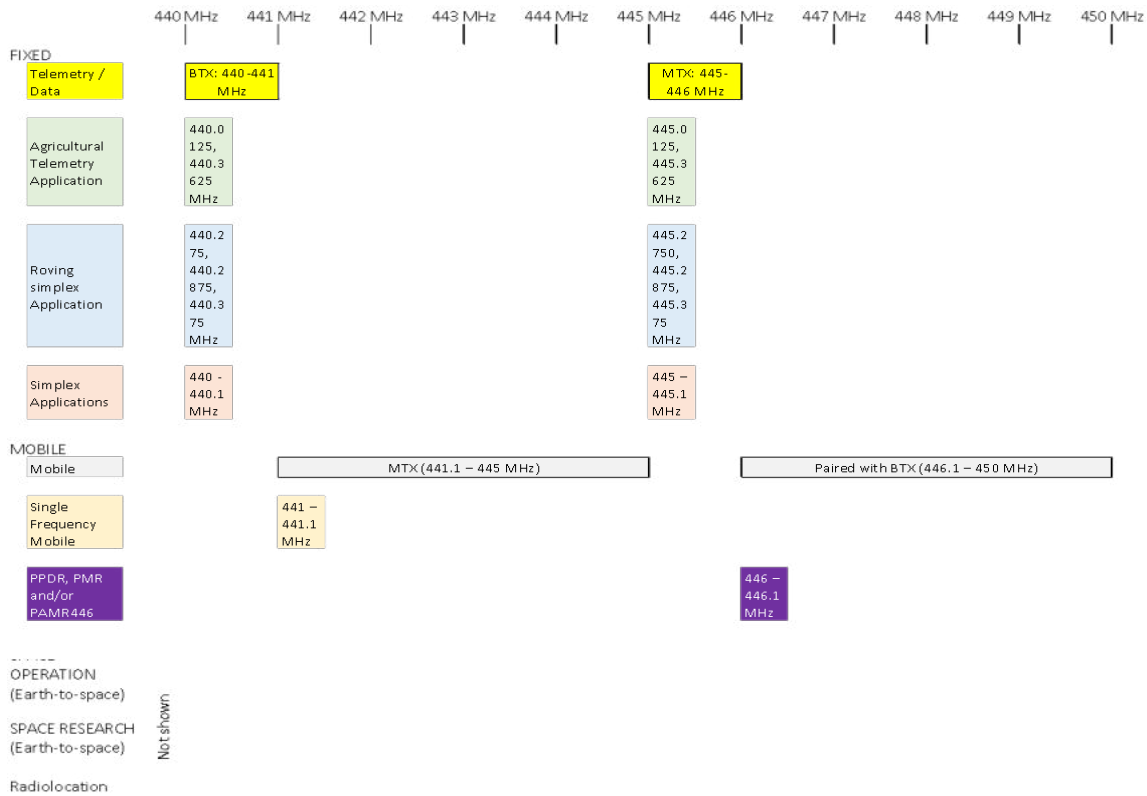 440 MHz 441 MHz 442 MHz 443 MHz 444 MHz 445 MHz 446 MHz 447 MHz 448 MHz 449 MHz 450 MHz
FIXED
Telemetry /
Data
BTX: 440-441
MHz
MTX: 445-
446 MHz
Agricultural
Telemetry
Application
440.0
125,
440.3
625
MHz
445.0
125,
445.3
625
MHz
Roving
simplex
Application
440.2
75,
440.2
875,
440.3
75
MHz
445.2
750,
445.2
875,
445.3
75
MHz
Simplex
Applications
440 -
440.1
MHz
445 –
445.1
MHz
MOBILE
Mobile
MTX (441.1 – 445 MHz)
Paired with BTX (446.1 – 450 MHz)
Single
Frequency
Mobile
441 –
441.1
MHz
PPDR, PMR
and/or
PAMR446
446 –
446.1
MHz
OPERATION
(Earth-to-space)
SPACE RESEARCH
(Earth-to-space)
Not shown
Radiolocation